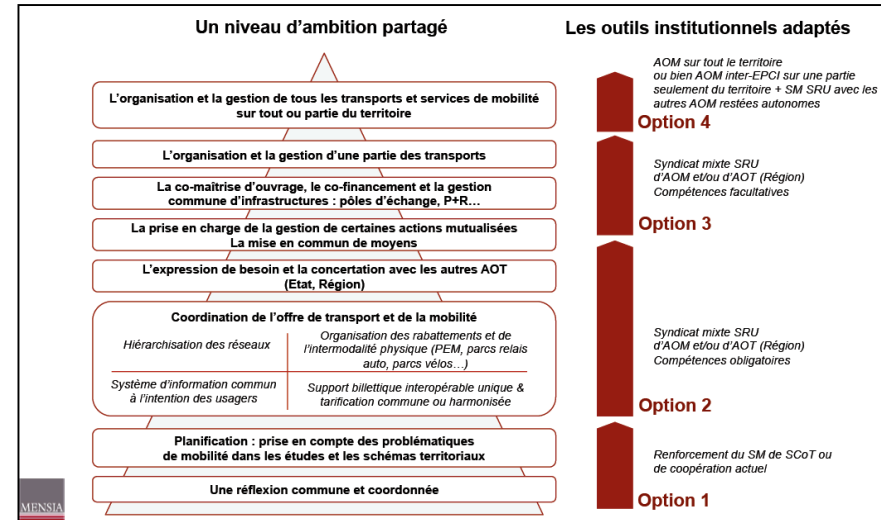 Un niveau d'ambition partagé
L'organisation et la gestion de tous les transports et services de mobilité
sur tout ou partie du territoire
L'organisation et la gestion d'une partie des transports
La co-maîtrise d'ouvrage, le co-financement et la gestion
commune d'infrastructures : pôles d'échange, P+R…
La prise en charge de la gestion de certaines actions mutualisées
La mise en commun de moyens
L'expression de besoin et la concertation avec les autres AOT
(Etat, Région)
Coordination de l'offre de transport et de la mobilité
Hiérarchisation des réseaux
Organisation des rabattements et de
l'intermodalité physique (PEM, parcs relais
auto, parcs vélos…)
Système d'information commun
à l'intention des usagers
Support billettique interopérable unique &
tarification commune ou harmonisée
Planification : prise en compte des problématiques
de mobilité dans les études et les schémas territoriaux
Une réflexion commune et coordonnée
Les outils institutionnels adaptés
AOM sur tout le territoire
ou bien AOM inter-EPCI sur une partie
seulement du territoire + SM SRU avec les
autres AOM restées autonomes
Option 4
Syndicat mixte SRU
d'AOM et/ou d'AOT (Région)
Compétences facultatives
Option 3
Syndicat mixte SRU
d'AOM et/ou d'AOT (Région)
Compétences obligatoires
Option 2
Renforcement du SM de SCoT ou
de coopération actuel
Option 1
MENSIA